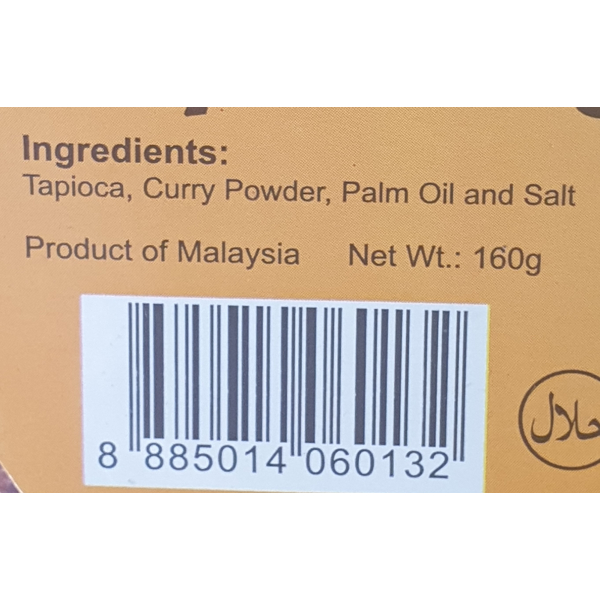 Ingredients:
Tapioca, Curry Powder, Palm Oil and Salt
Product of Malaysia Net Wt.: 160g
8 885014 060132
حلال